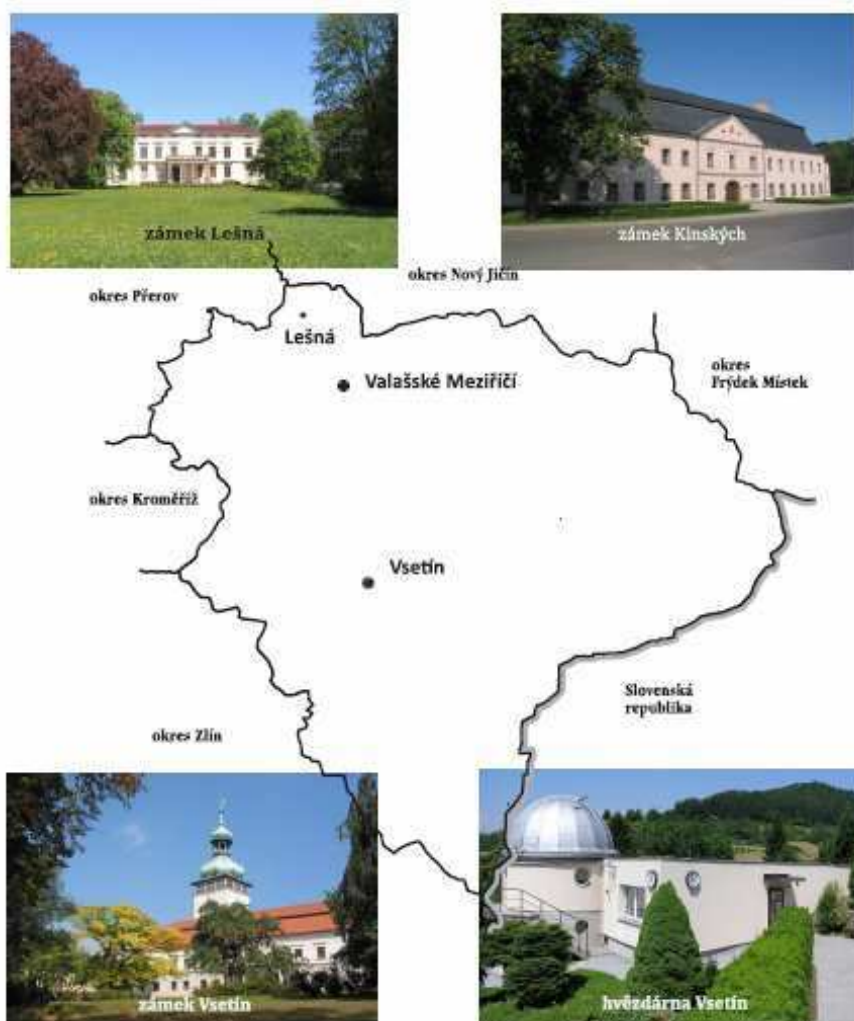 zámek Lešná
zámek Kinských
okres Nový Jičín
okres Přerov
Lešná
Valašské Meziříčí
okres
Frýdek Místek
okres Kroměříž
Vsetín
Slovenská
republika
okres Zlín
zámek Vsetín
hvězdárna Vsetín